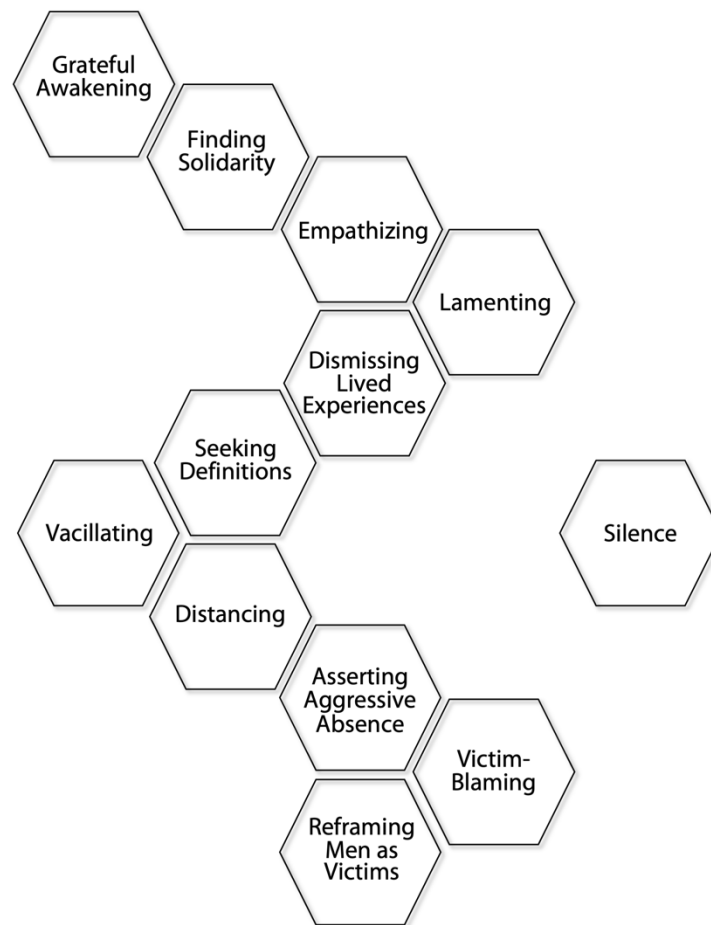 Grateful
Awakening
Finding
Solidarity
Empathizing
Lamenting
Dismissing
Lived
Experiences
Seeking
Definitions
Vacillating
Silence
Distancing
Asserting
Aggressive
Absence
Victim-
Blaming
Reframing
Men as
Victims